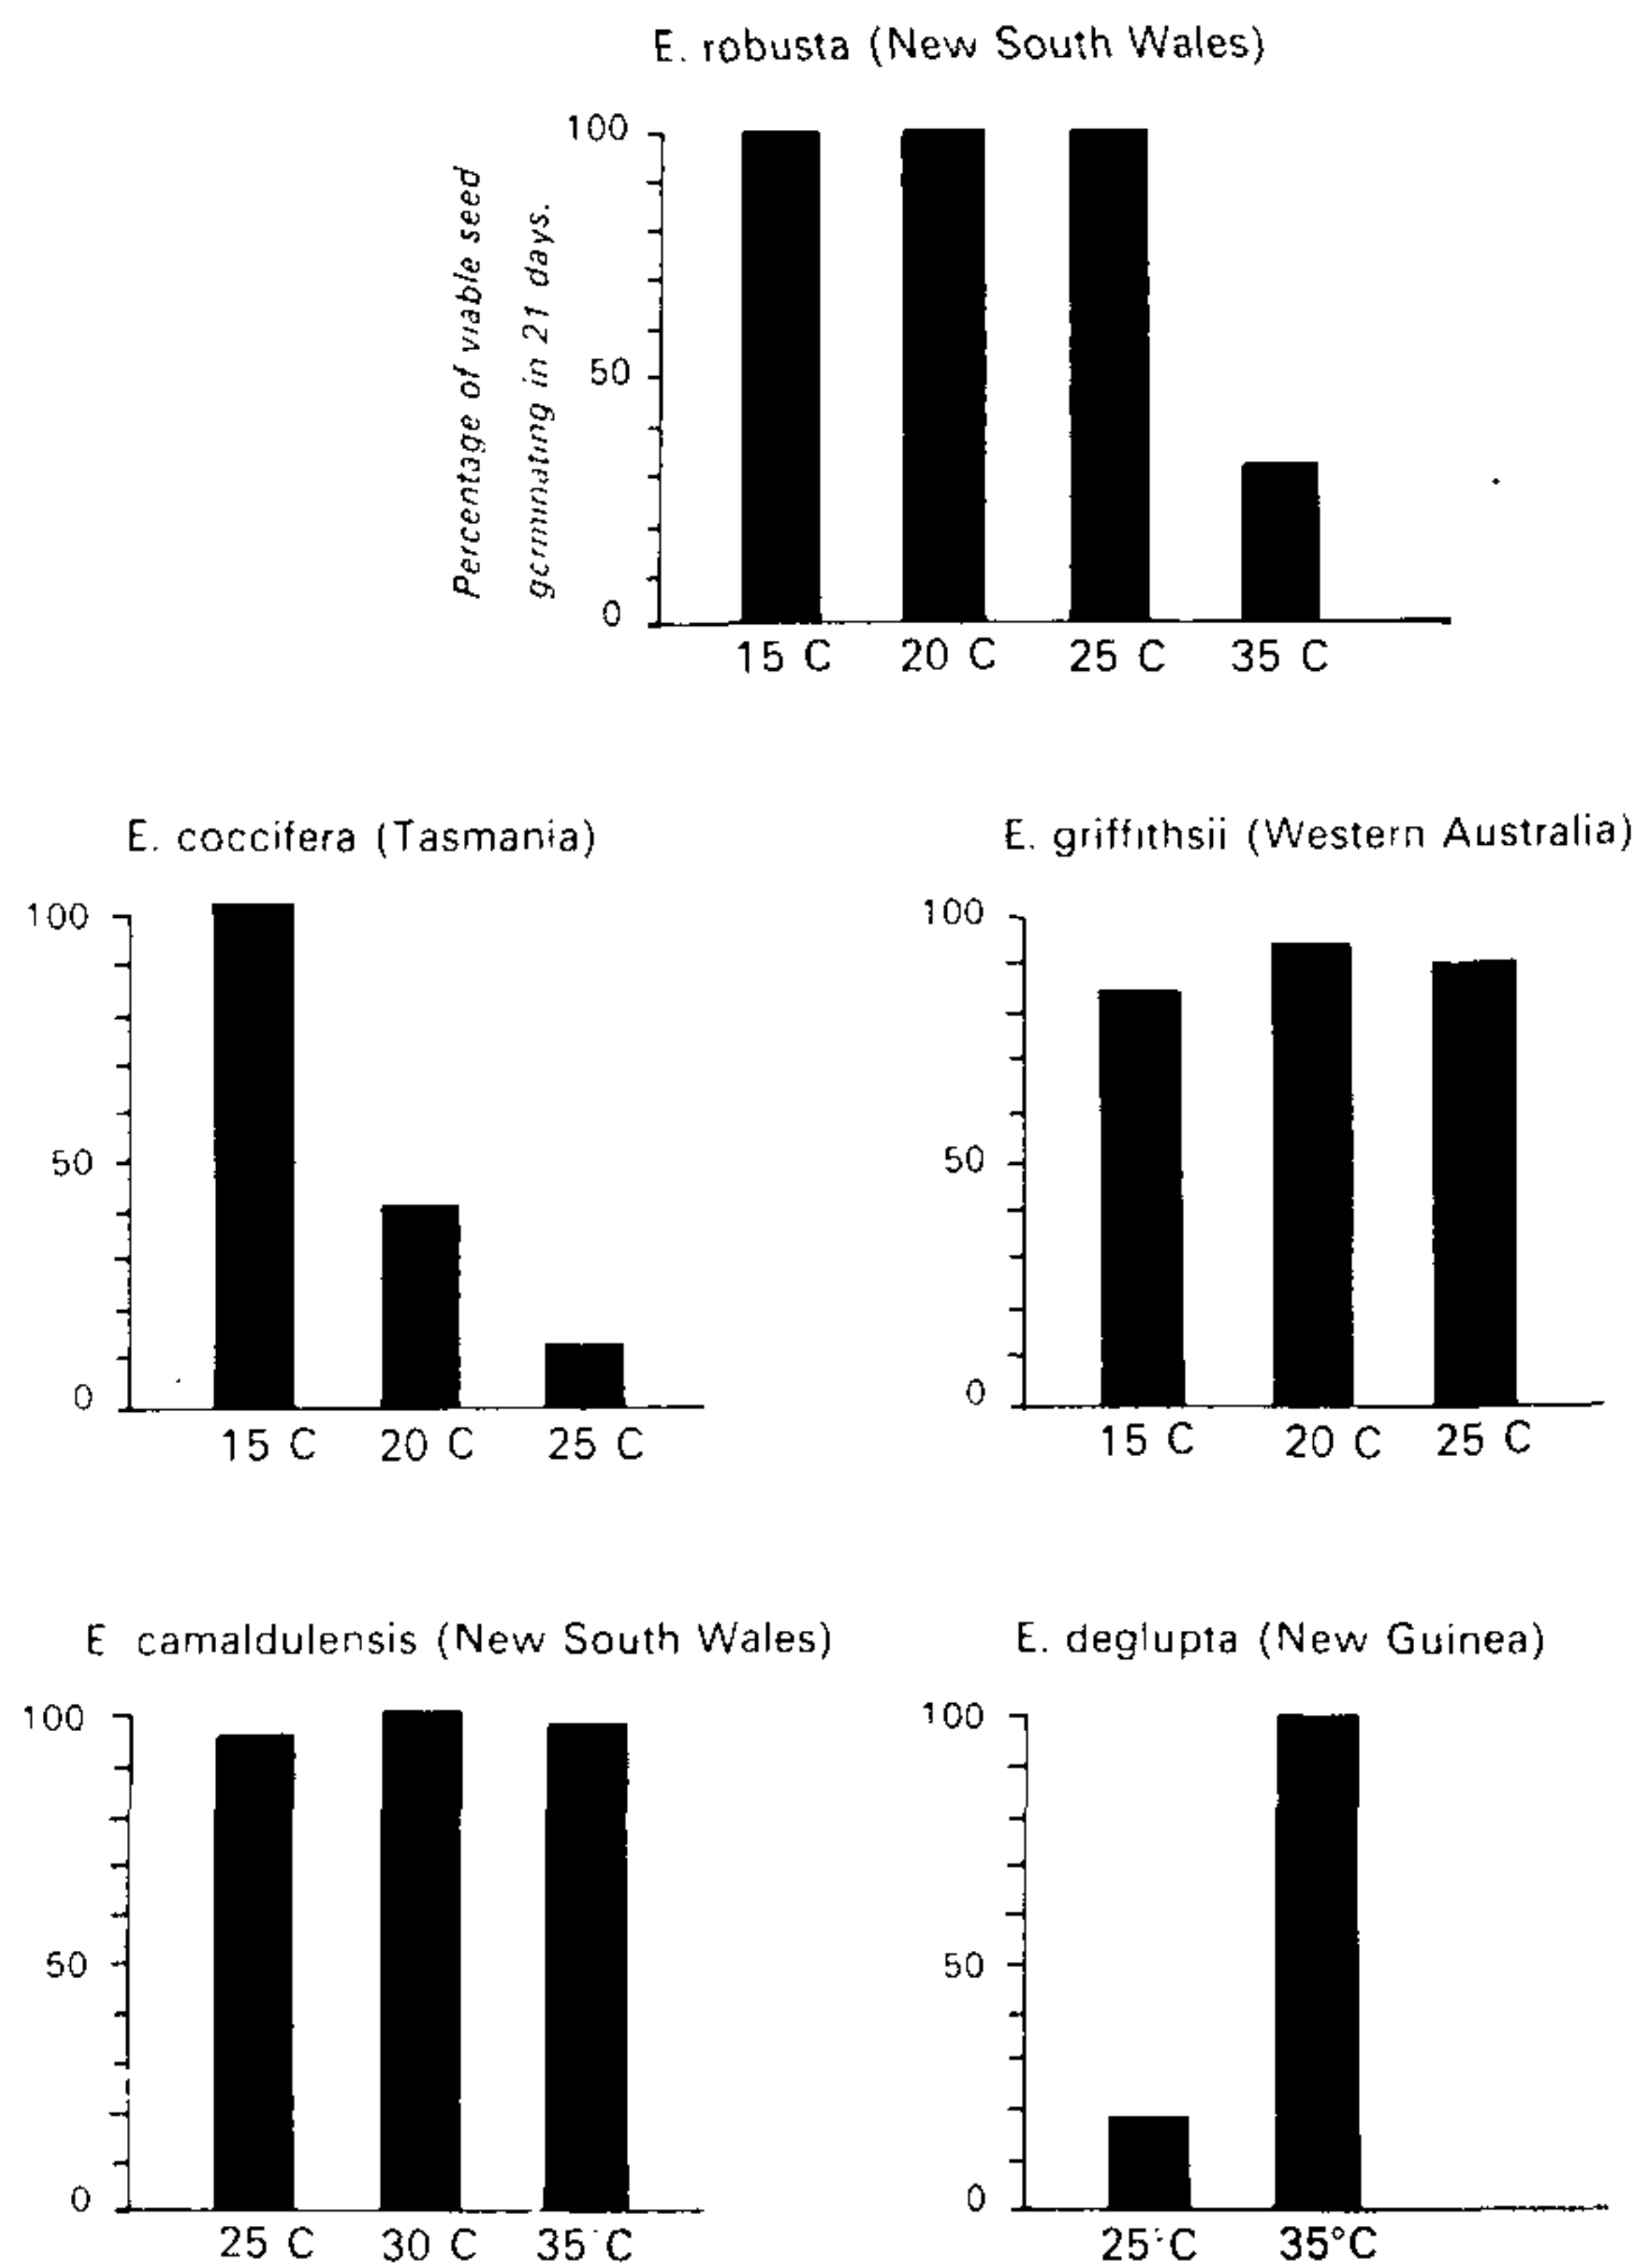 E. robusta (New South Wales)
Percentage of viable seed
germinating in 21 days.
100
50
0
15 C 20 C 25 C 35 C
E. coccifera (Tasmania)
100
50
0
15 C 20 C 25 C
E. griffithsii (Western Australia)
100
50
0
15 C 20 C 25 C
E camaldulensis (New South Wales)
100
50
0
25 C 30 C 35°C
E. deglupta (New Guinea)
100
50
0
25°C 35°C